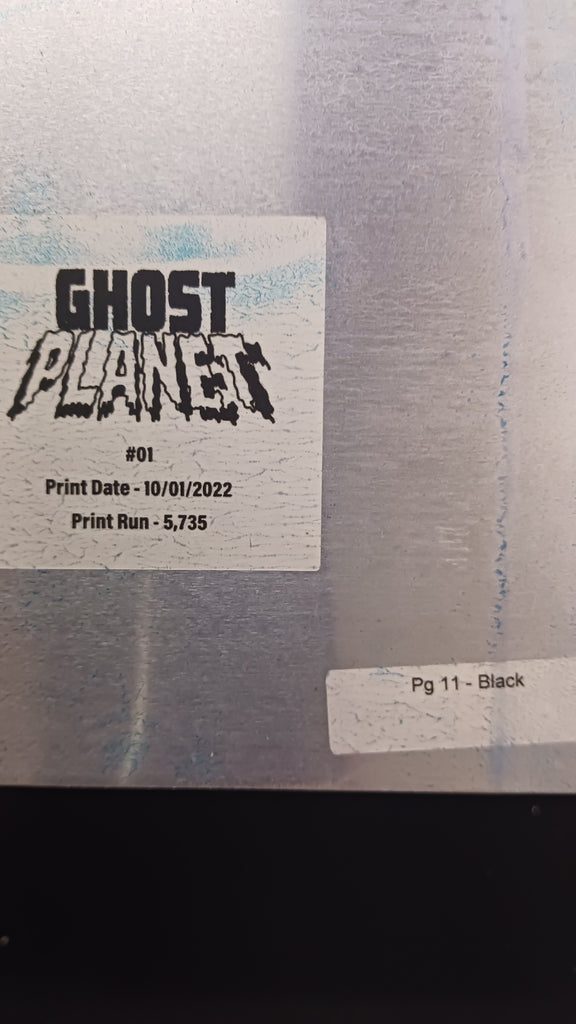 GHOST
PLANET
#01
Print Date - 10/01/2022
Print Run - 5,735
Pg 11 - Black